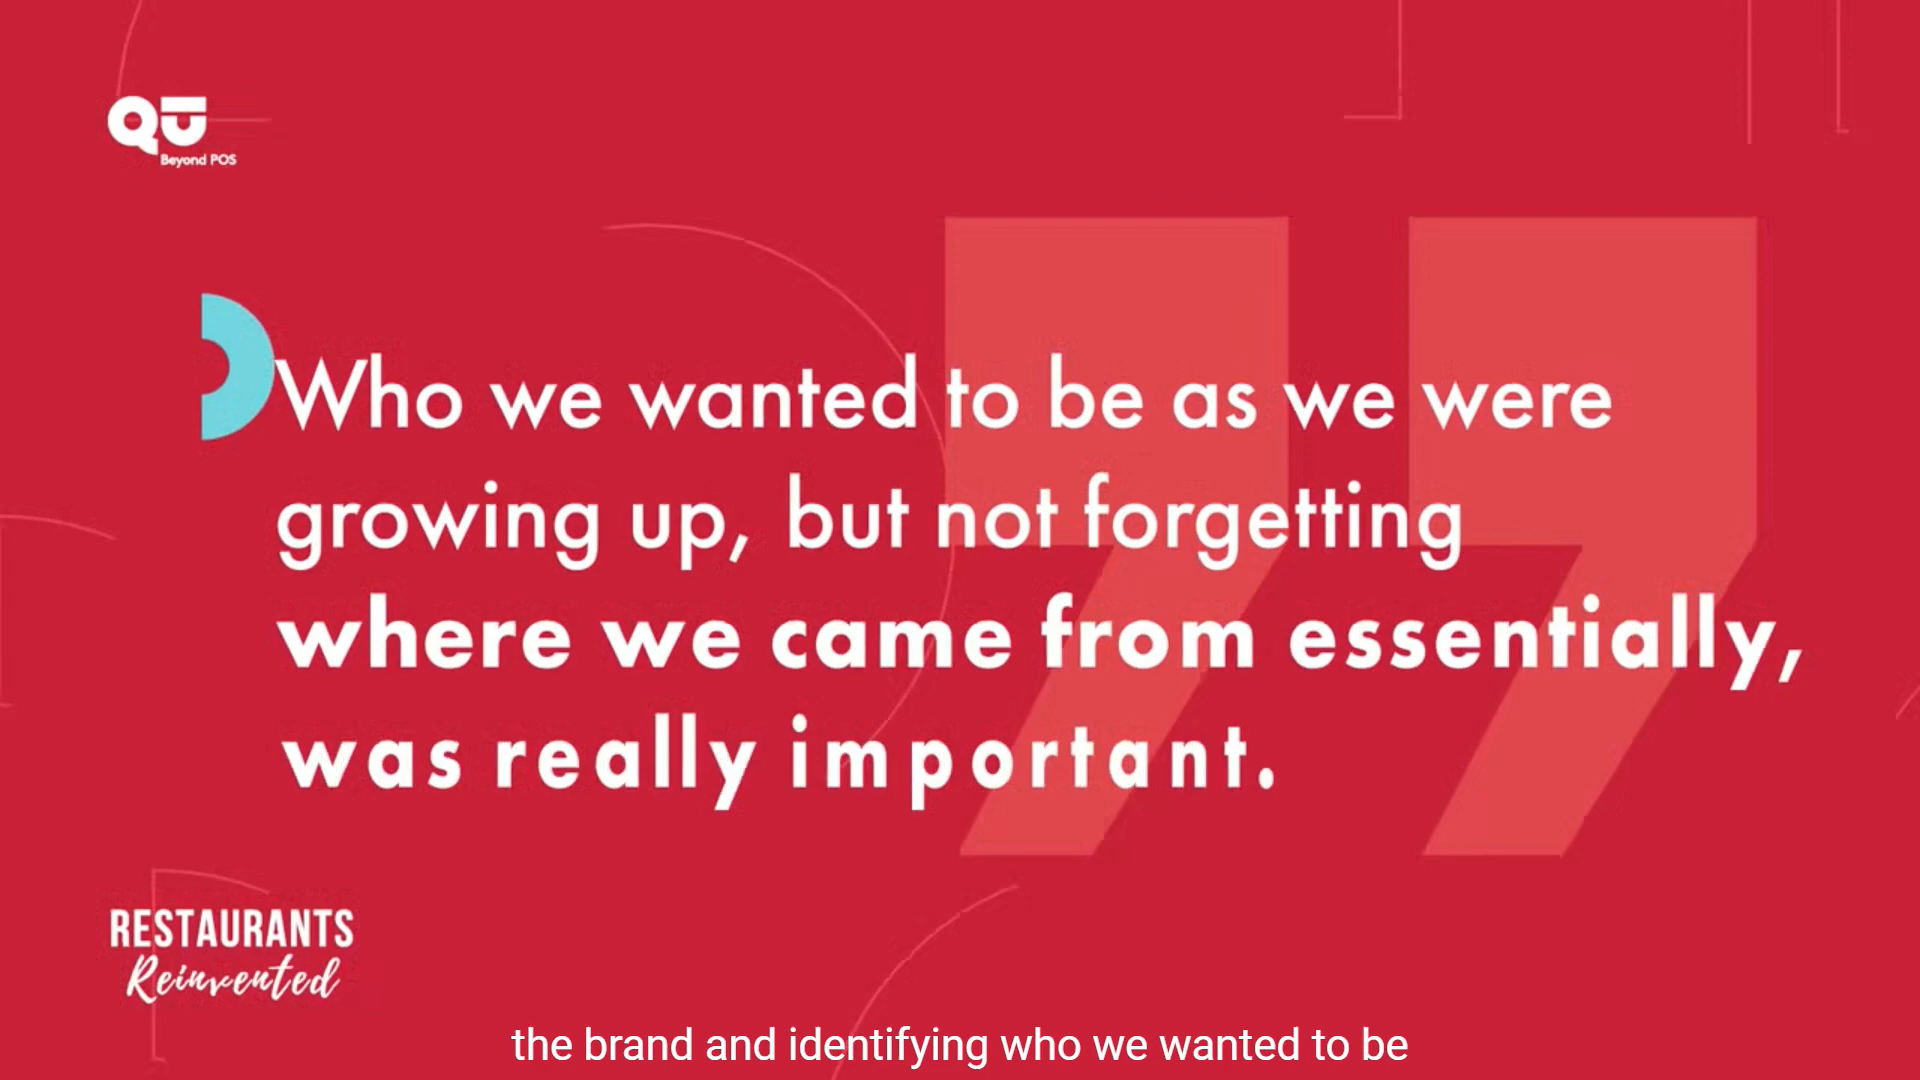 QU
Beyond POS
Who we wanted to be as we were
growing up, but not forgetting
where we came from essentially,
was really important.
RESTAURANTS
Reinvented
the brand and identifying who we wanted to be